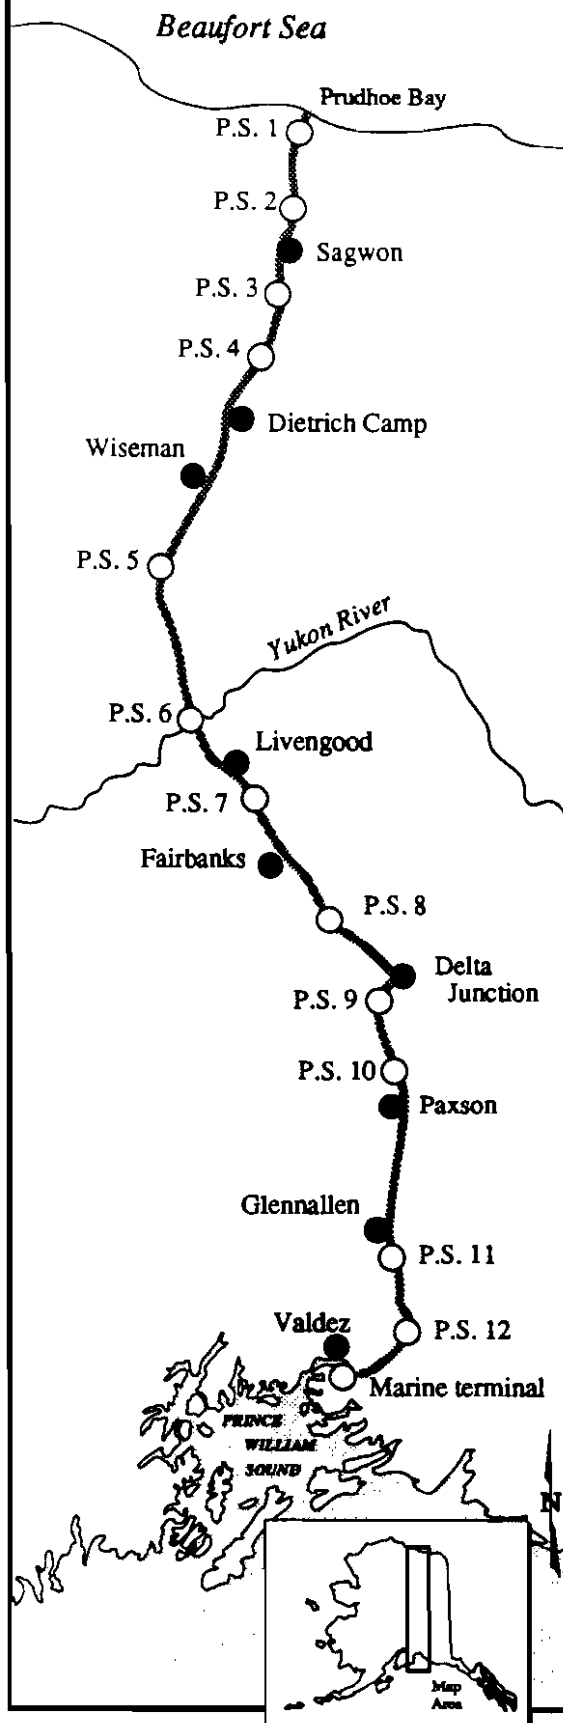 Beaufort Sea
Prudhoe Bay
P.S. 1
P.S. 2
Sagwon
P.S. 3
P.S. 4
Dietrich Camp
Wiseman
P.S. 5
Yukon River
P.S. 6
Livengood
P.S. 7
Fairbanks
P.S. 8
Delta
Junction
P.S. 9
P.S. 10
Paxson
Glennallen
P.S. 11
P.S. 12
Valdez
Marine terminal
PRINCE
WILLIAM
SOUND
N
Map
Area